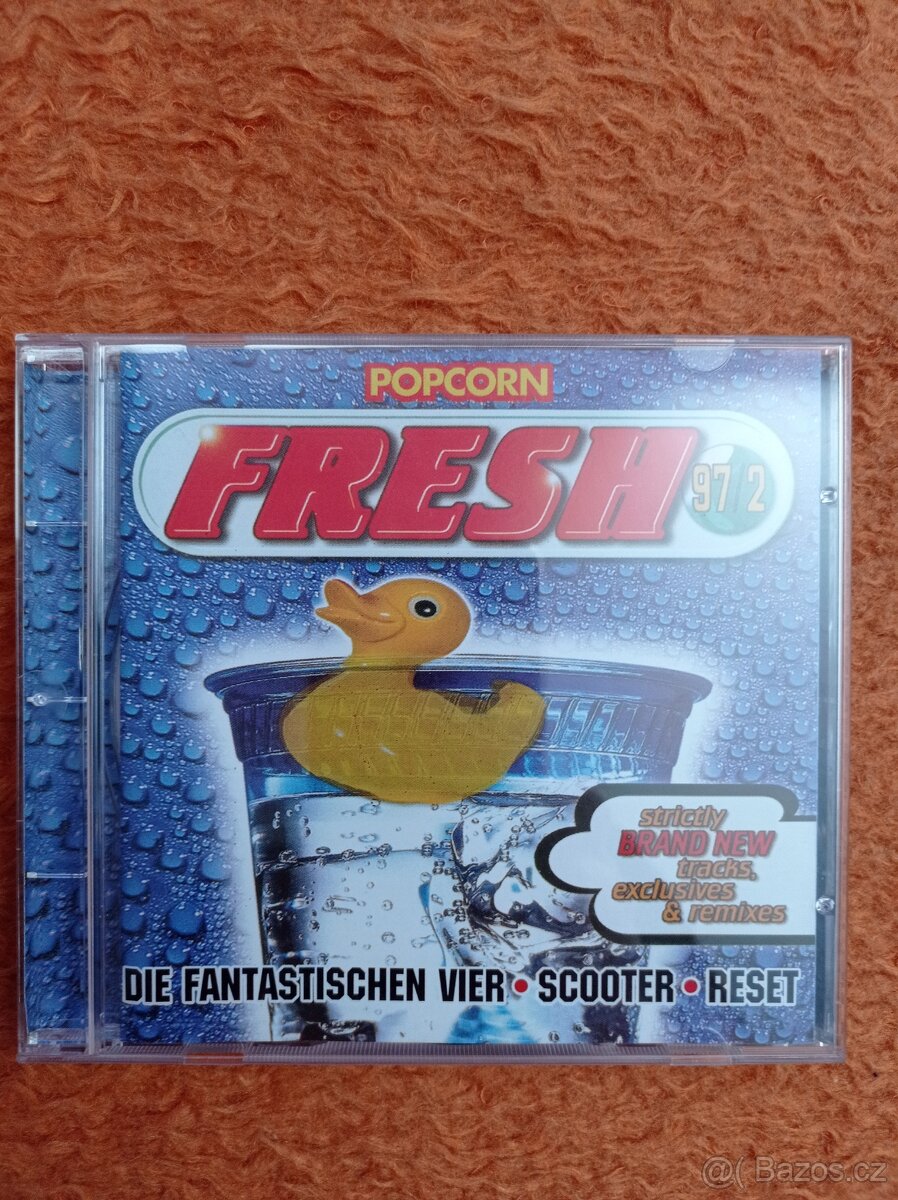 POPCORN
FRESH 97/2
strictly
BRAND NEW
tracks,
exclusives
& remixes
DIE FANTASTISCHEN VIER • SCOOTER • RESET
@( Bazos.cz